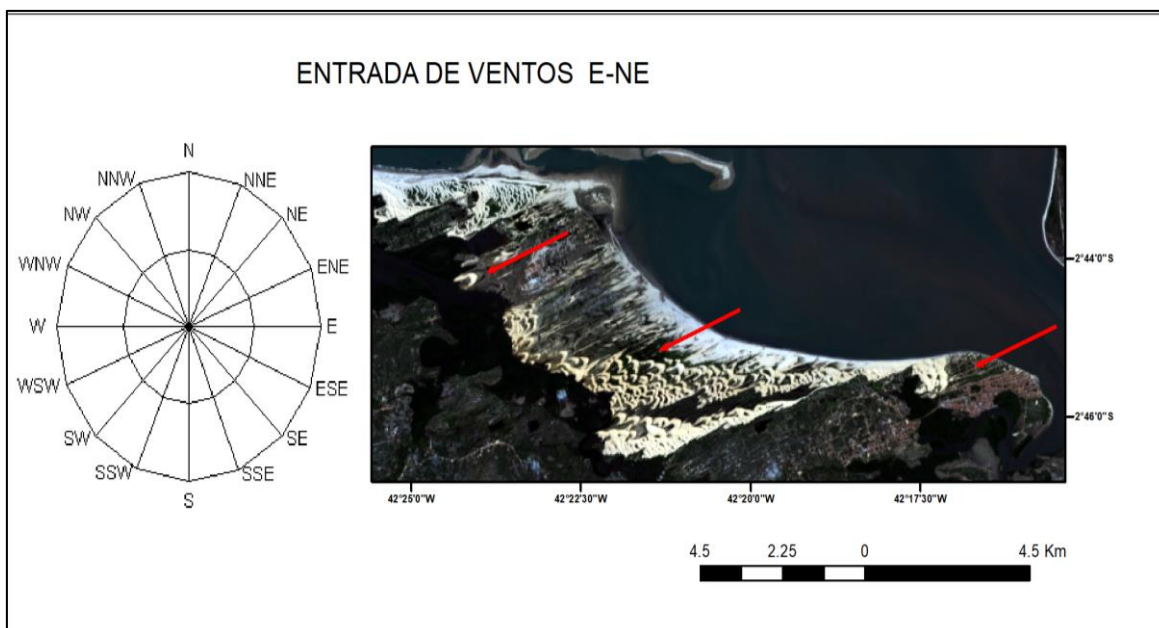 ENTRADA DE VENTOS E-NE
N
NNW
NNE
NW
NE
WNW
ENE
W
E
WSW
ESE
SW
SE
SSW
SSE
S
2°44'0"S
2°46'0"S
42°25'0"W
42°22'30"W
42°20'0"W
42°17'30"W
4.5
2.25
0
4.5 Km